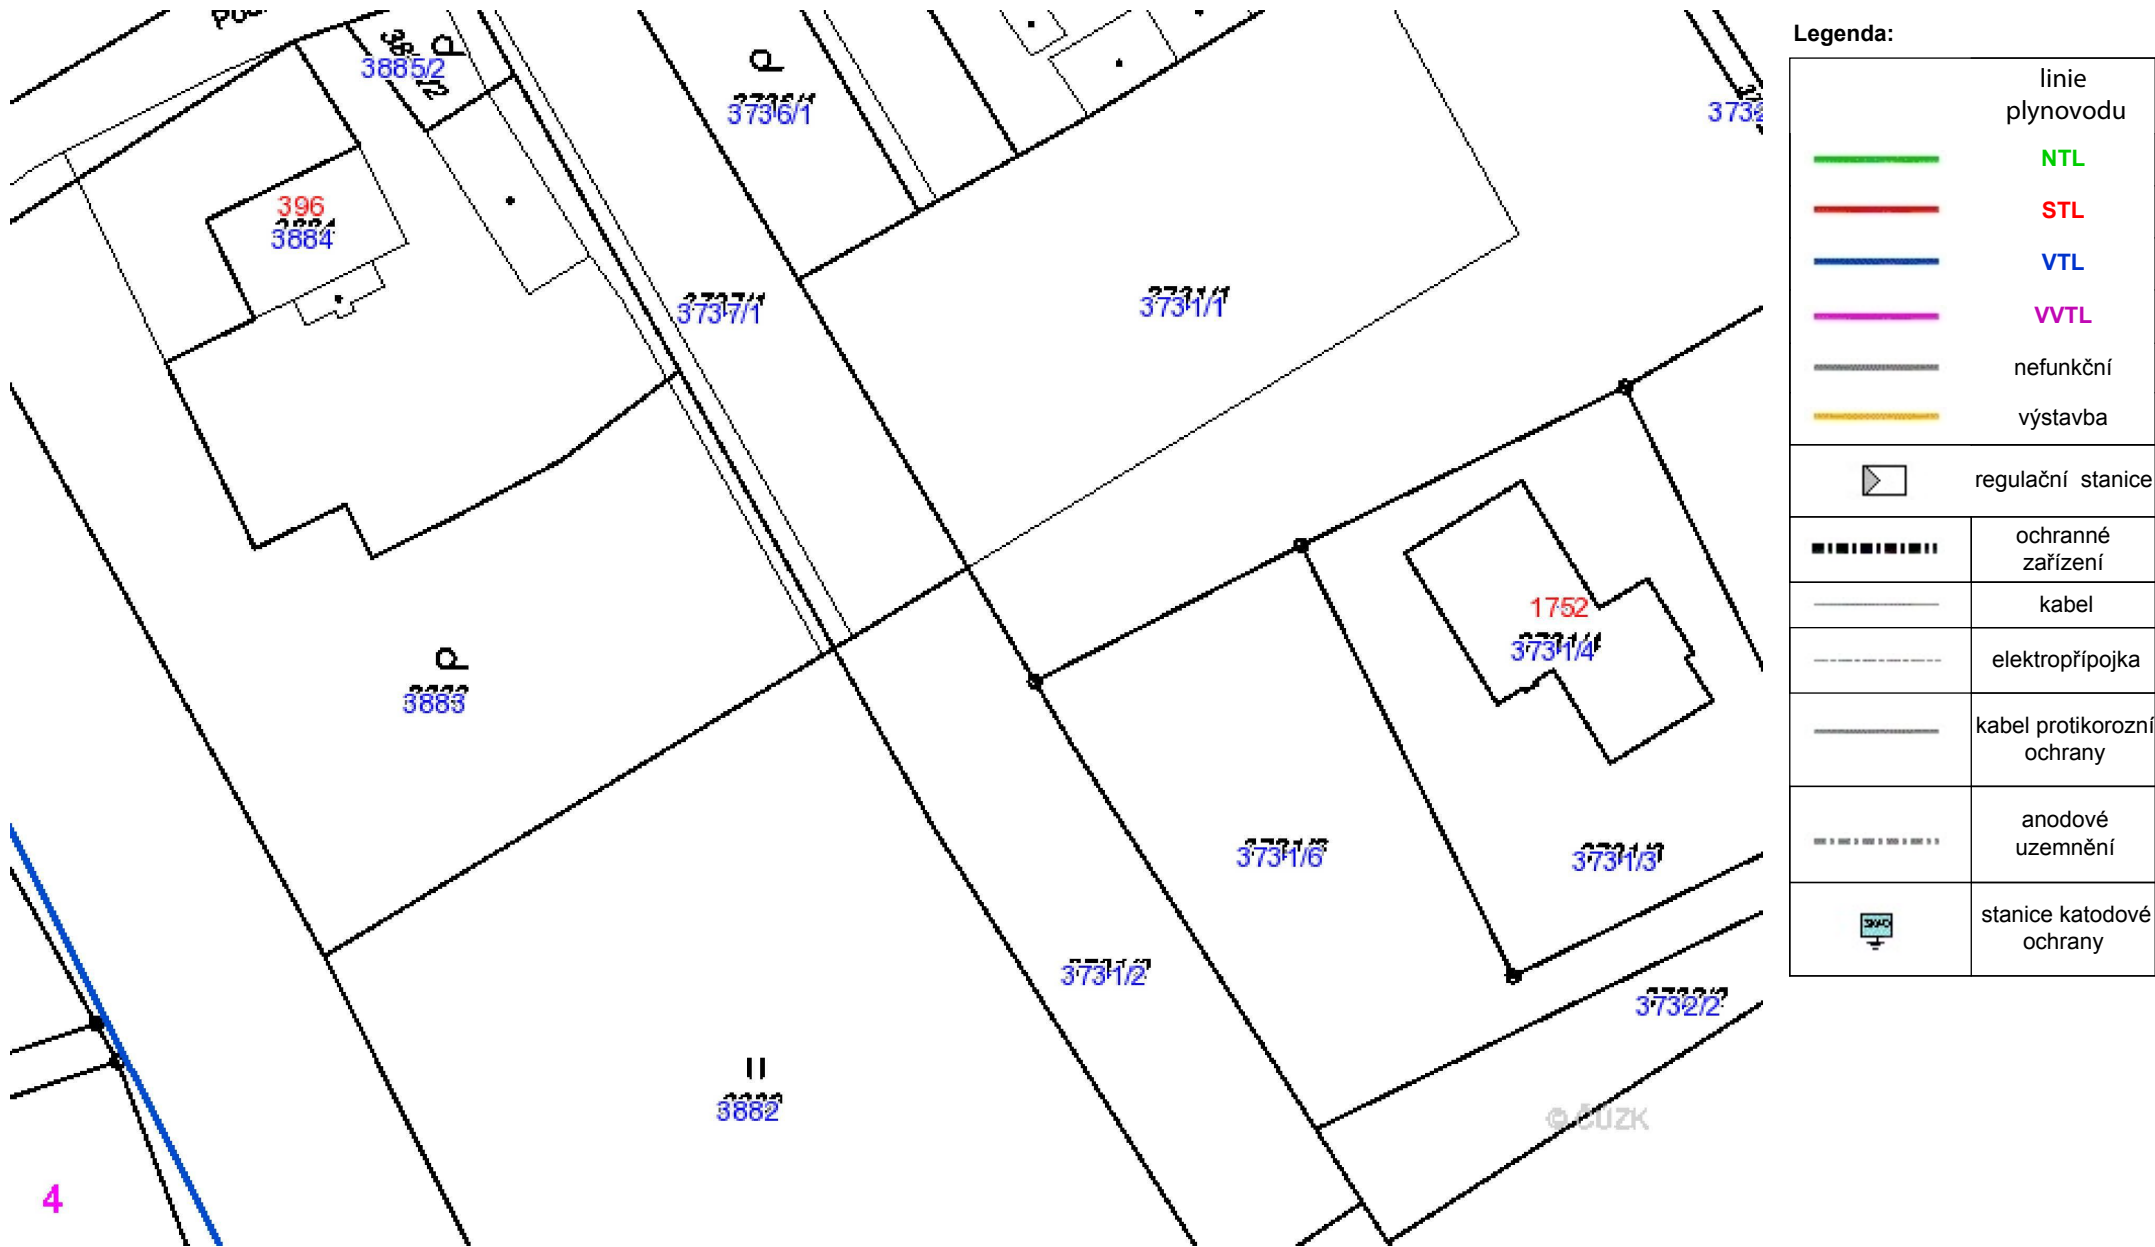 3885/2
3736/1
396
3884
3737/1
3731/1
1752
3731/4
3883
3731/6
3731/3
3731/2
3732/2
3882
© ČÚZK
4
Legenda:
linie
plynovodu
NTL
STL
VTL
VVTL
nefunkční
výstavba
regulační stanice
ochranné
zařízení
kabel
elektropřípojka
kabel protikorozní
ochrany
anodové
uzemnění
stanice katodové
ochrany